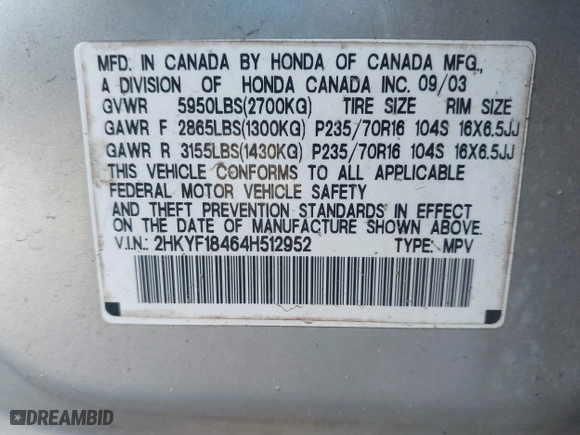 MFD. IN CANADA BY HONDA OF CANADA MFG.,
A DIVISION OF HONDA CANADA INC. 09/03
GVWR 5950LBS(2700KG) TIRE SIZE RIM SIZE
GAWR F 2865LBS(1300KG) P235/70R16 104S 16X6.5JJ
GAWR R 3155LBS(1430KG) P235/70R16 104S 16X6.5JJ
THIS VEHICLE CONFORMS TO ALL APPLICABLE
FEDERAL MOTOR VEHICLE SAFETY
AND THEFT PREVENTION STANDARDS IN EFFECT
ON THE DATE OF MANUFACTURE SHOWN ABOVE.
V.I.N.: 2HKYF18464H512952 TYPE: MPV
DREAMBID